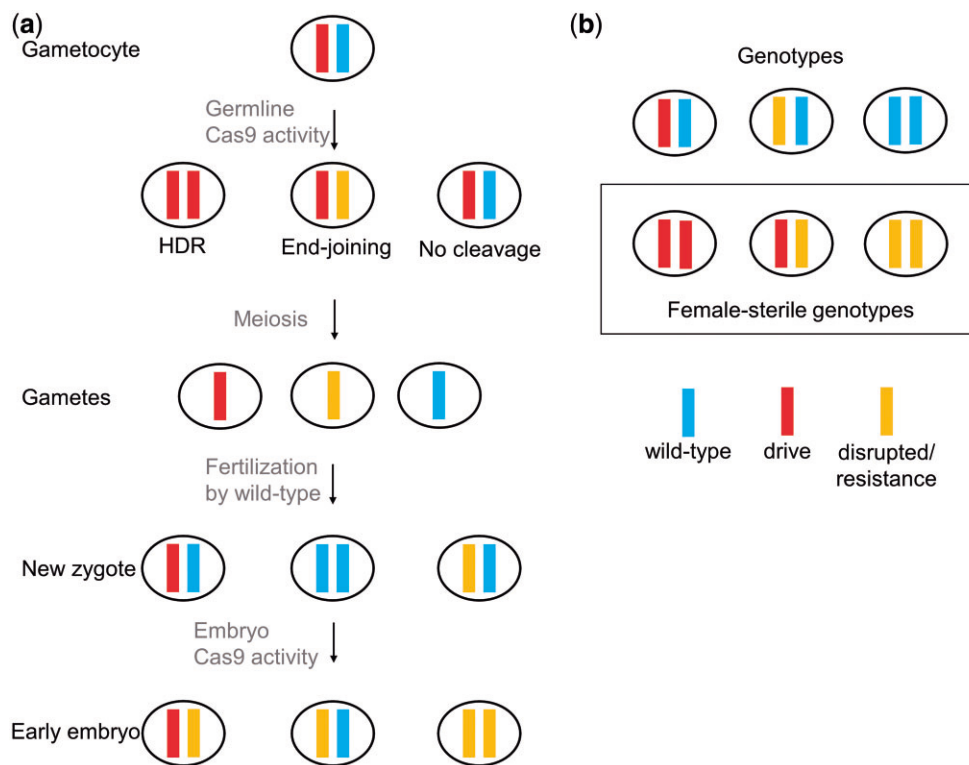 (a)
Gametocyte
Germline
Cas9 activity
HDR
End-joining
No cleavage
Meiosis
Gametes
Fertilization
by wild-type
New zygote
Embryo
Cas9 activity
Early embryo
(b)
Genotypes
Female-sterile genotypes
wild-type
drive
disrupted/
resistance